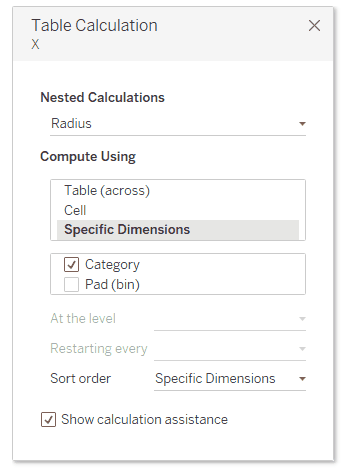 Table Calculation
X
Nested Calculations
Radius
Compute Using
Table (across)
Cell
Specific Dimensions
Category
Pad (bin)
At the level
Restarting every
Sort order Specific Dimensions
Show calculation assistance